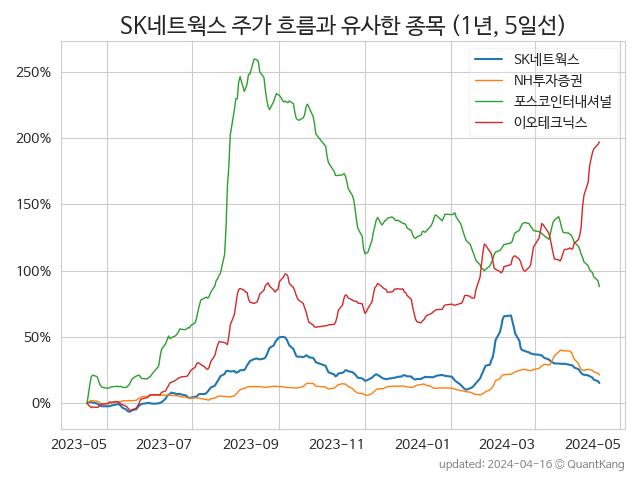 SK네트웍스 주가 흐름과 유사한 종목 (1년, 5일선)
SK네트웍스
NH투자증권
포스코인터내셔널
이오테크닉스
250%
200%
150%
100%
50%
0%
2023-05 2023-07 2023-09 2023-11 2024-01 2024-03 2024-05
updated: 2024-04-16 © QuantKang